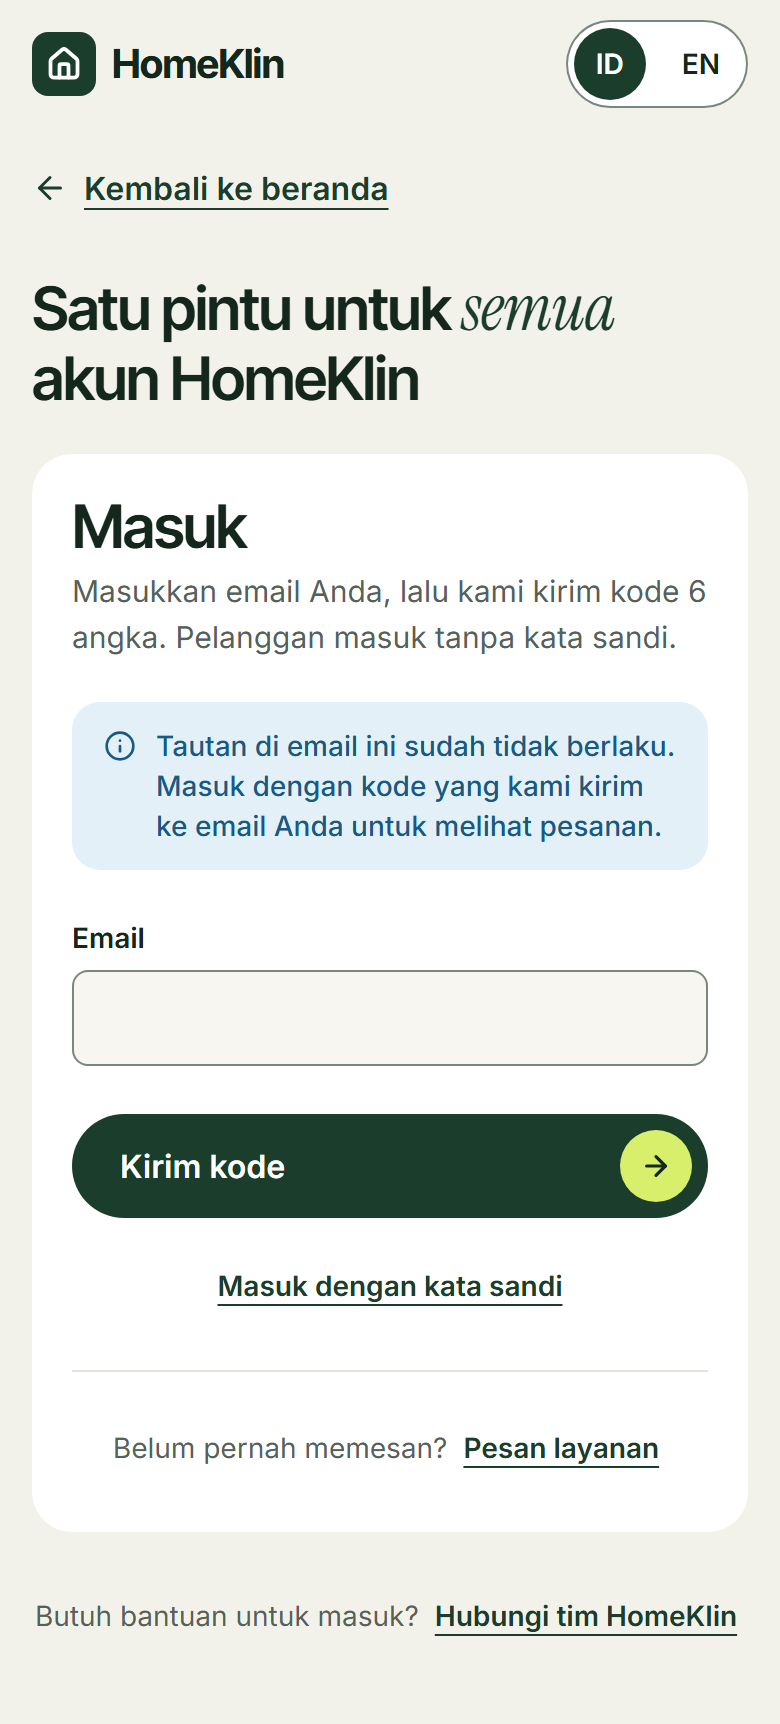 HomeKlin
ID EN
Kembali ke beranda
Satu pintu untuk semua
akun HomeKlin
Masuk
Masukkan email Anda, lalu kami kirim kode 6
angka. Pelanggan masuk tanpa kata sandi.
Tautan di email ini sudah tidak berlaku.
Masuk dengan kode yang kami kirim
ke email Anda untuk melihat pesanan.
Email
Kirim kode
Masuk dengan kata sandi
Belum pernah memesan? Pesan layanan
Butuh bantuan untuk masuk? Hubungi tim HomeKlin